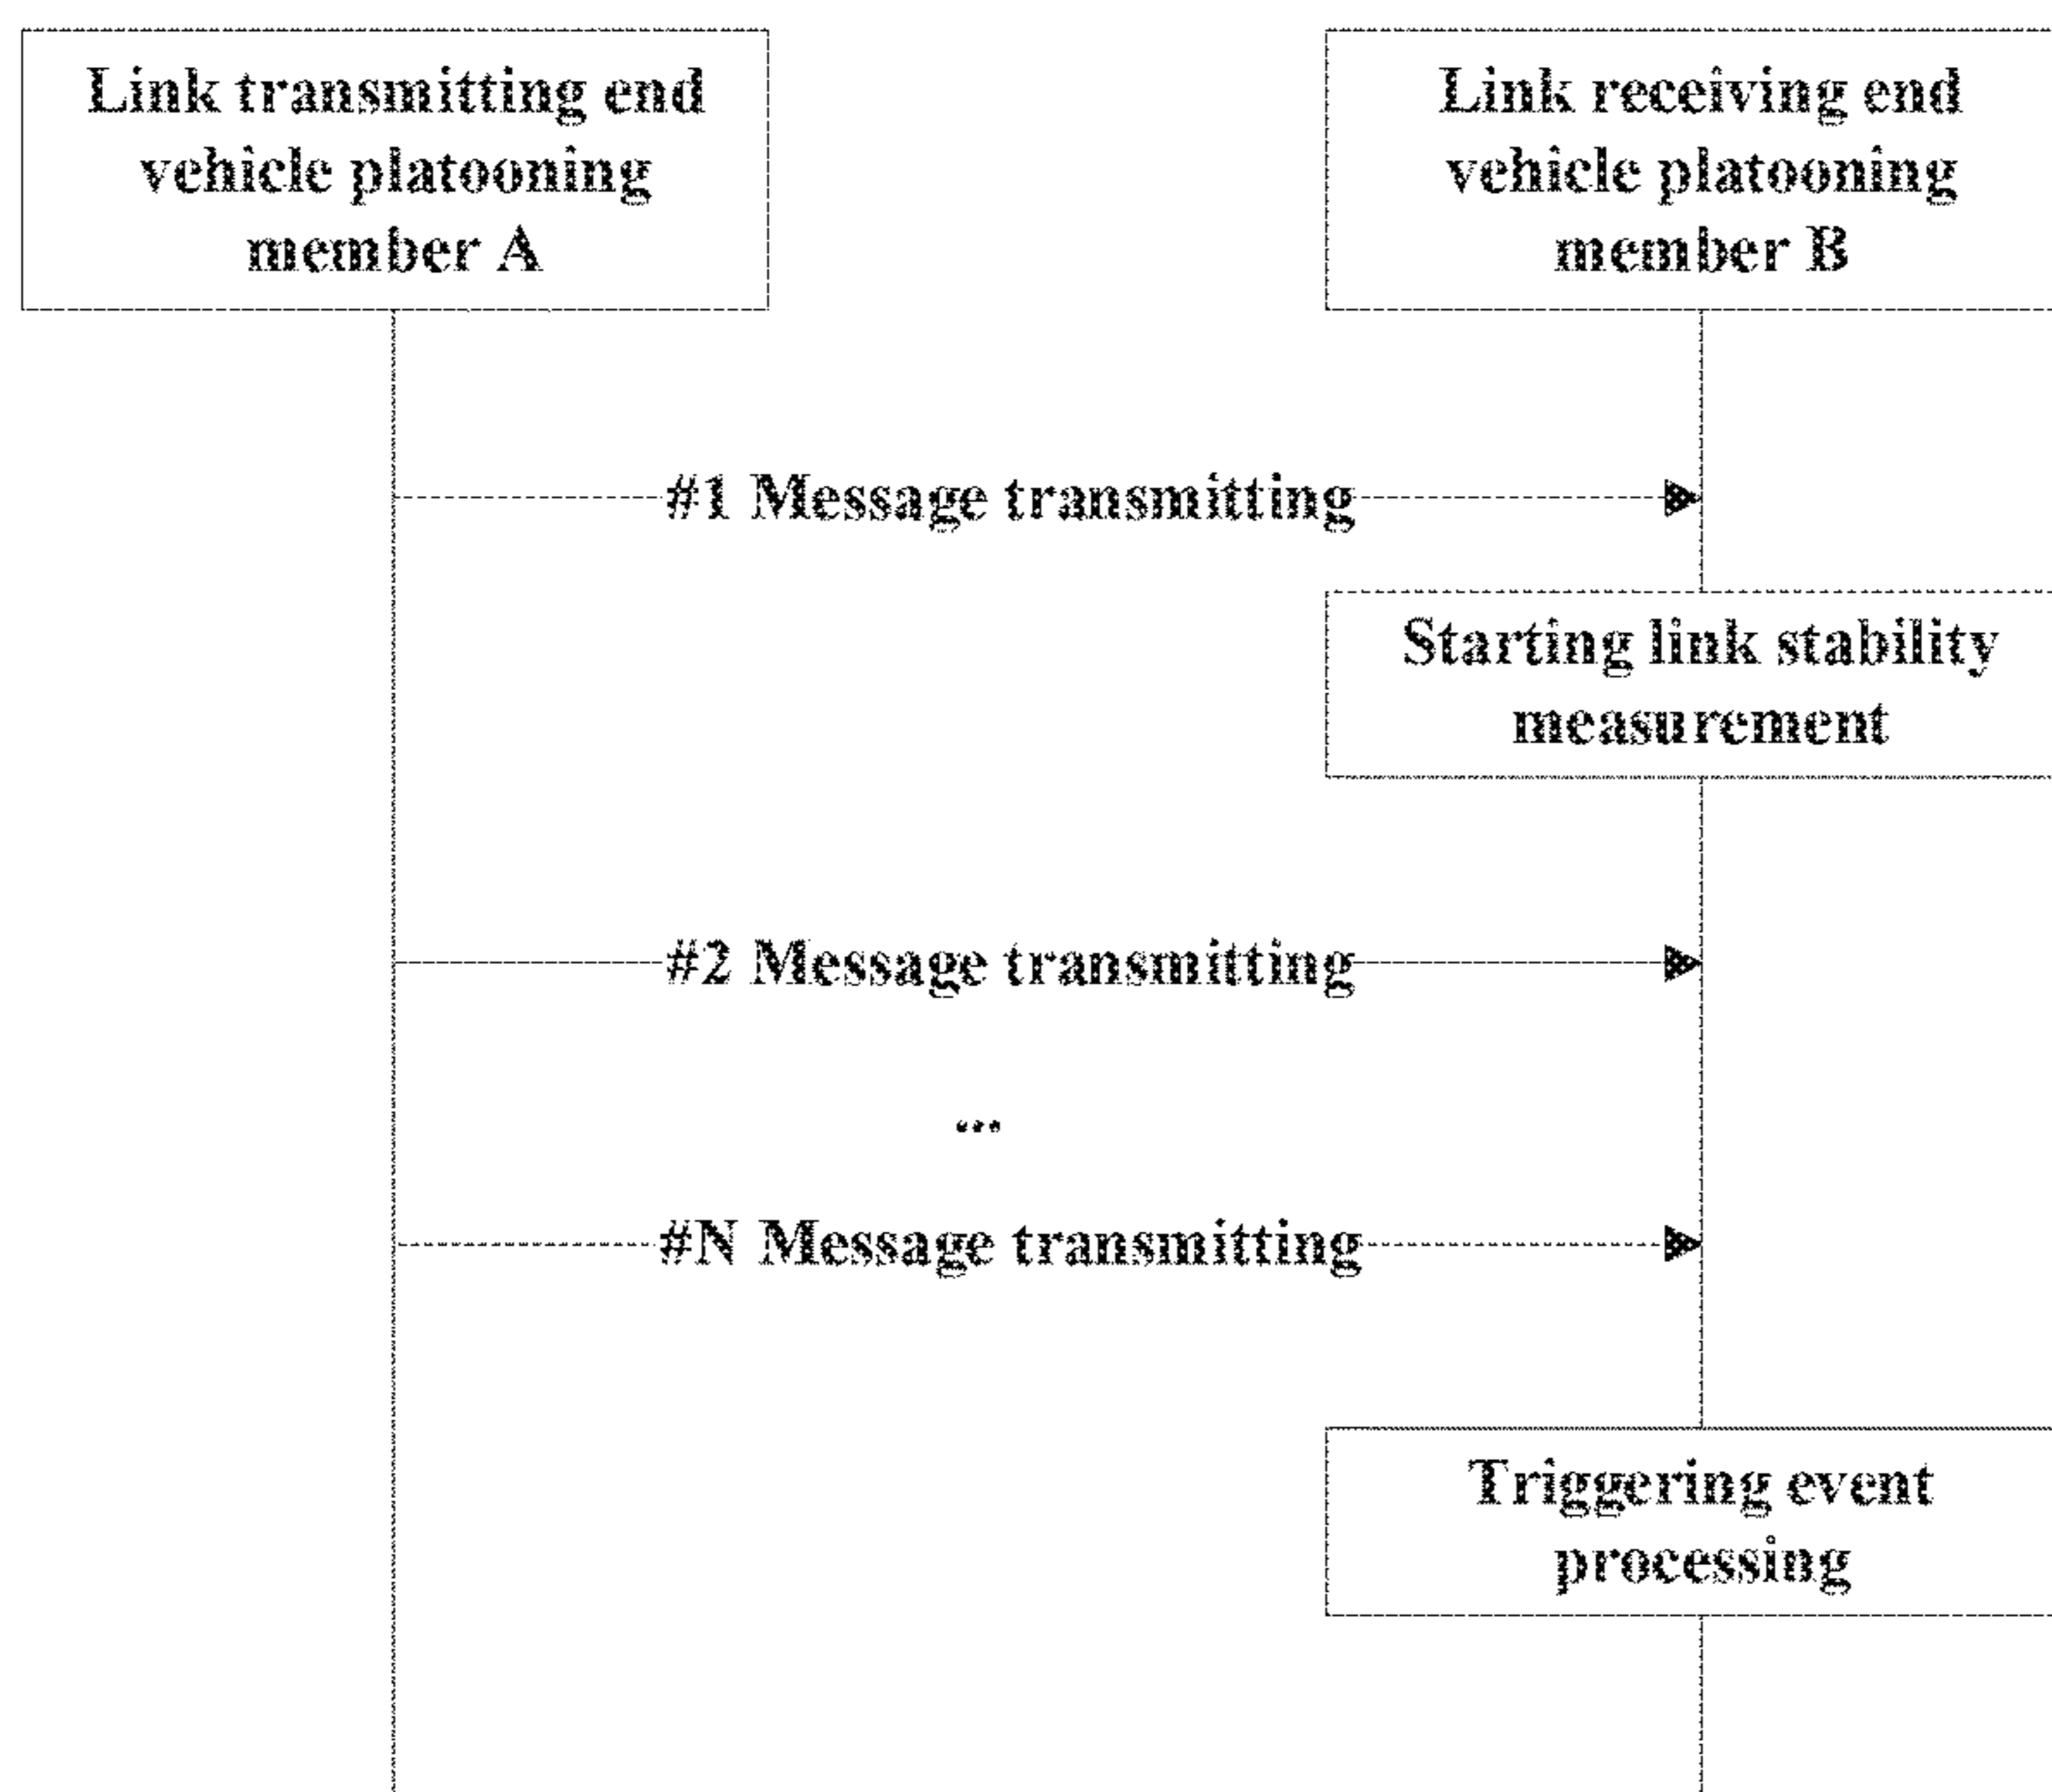 Link transmitting end
vehicle platooning
member A
Link receiving end
vehicle platooning
member B
#1 Message transmitting
Starting link stability
measurement
#2 Message transmitting
...
#N Message transmitting
Triggering event
processing